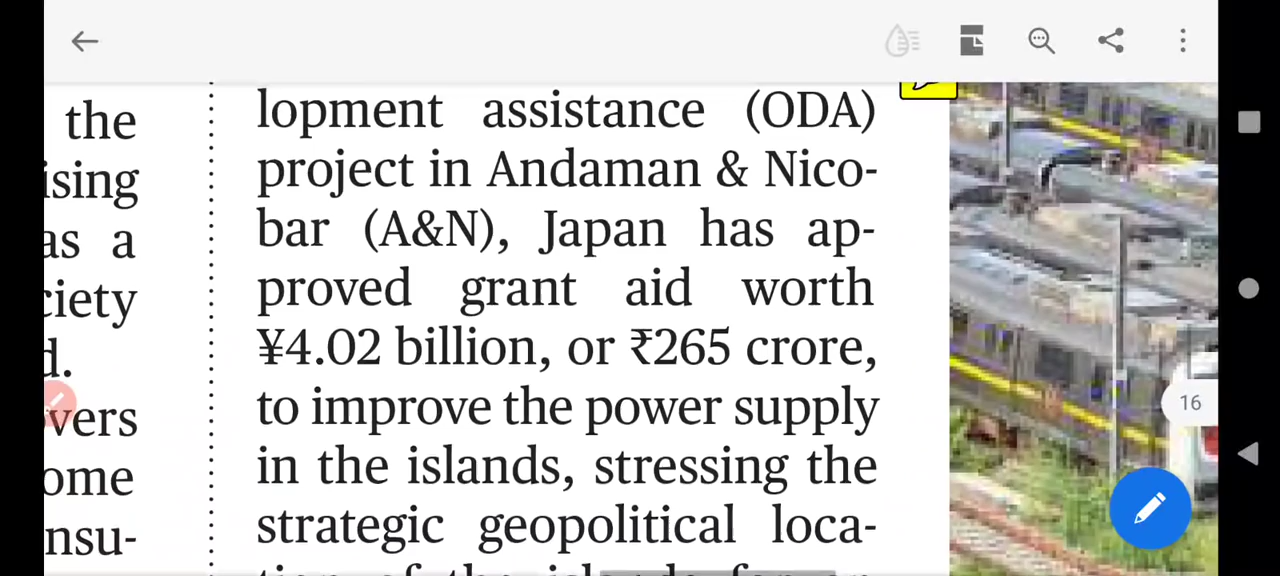 the
ising
as a
ciety
d.
vers
ome
nsu-
lopment assistance (ODA)
project in Andaman & Nico-
bar (A&N), Japan has ap-
proved grant aid worth
¥4.02 billion, or ₹265 crore,
to improve the power supply
in the islands, stressing the
strategic geopolitical loca-
16